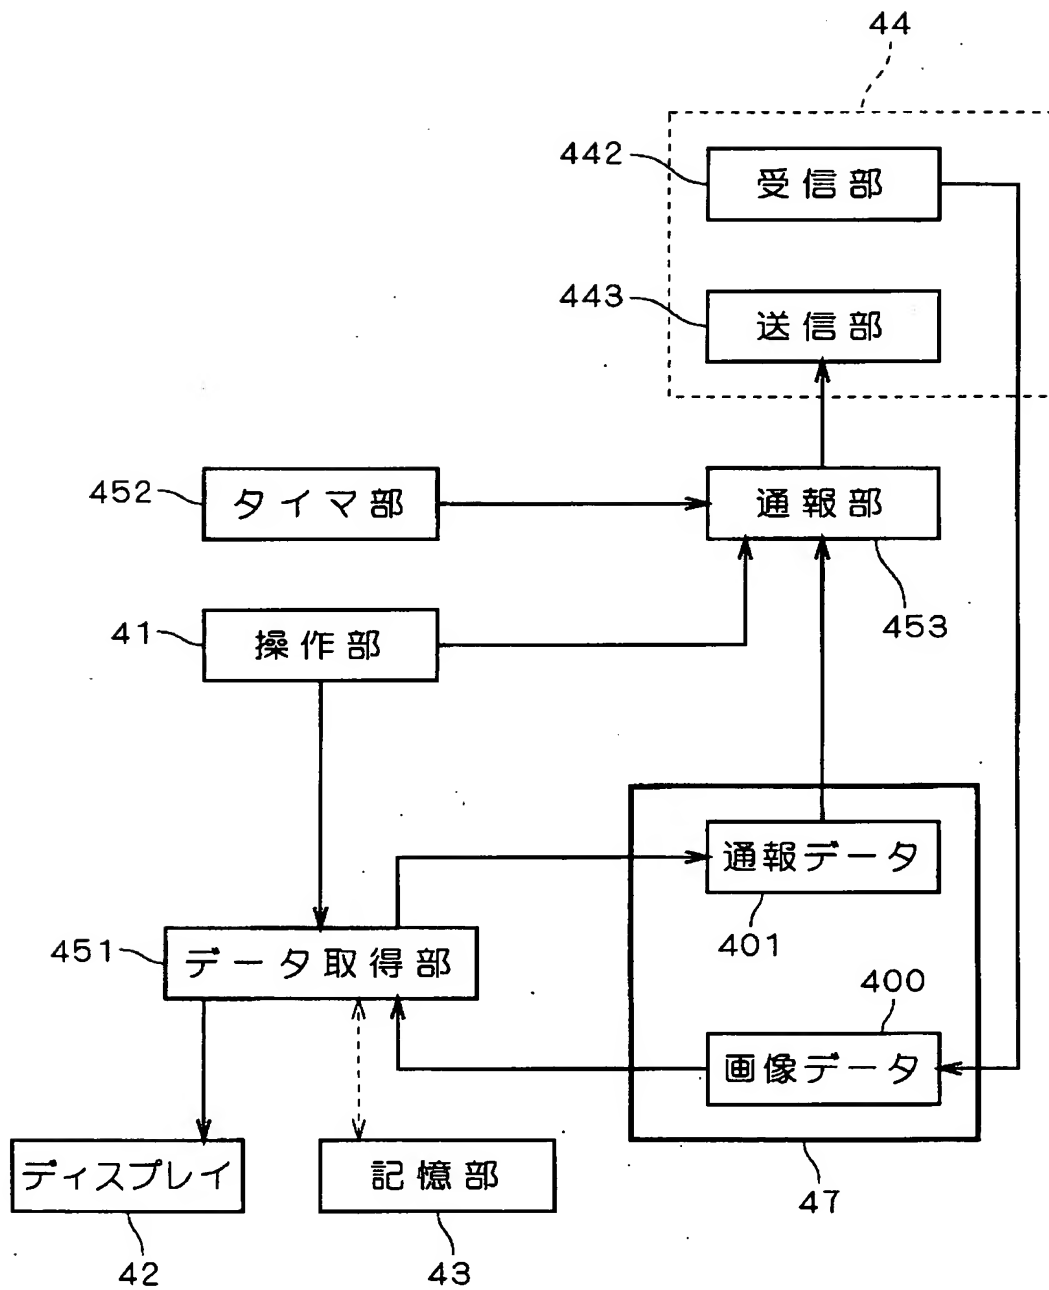 44
442
受信部
443
送信部
452
タイマ部
通報部
453
41
操作部
通報データ
401
451
データ取得部
400
画像データ
ディスプレイ
記憶部
47
42
43